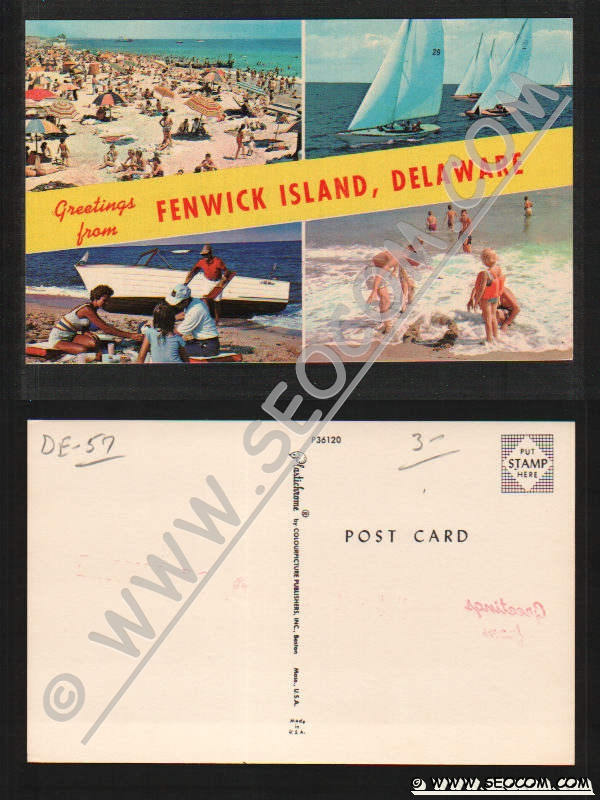 29
Greetings
from
FENWICK ISLAND, DELAWARE
© WWW.SEOCOM.COM
DE-57
P36120
3-
PUT
STAMP
HERE
Plastichrome ® by COLOURPICTURE PUBLISHERS, INC., Boston Mass., U.S.A.
POST CARD
Greetings
from
Made
in
U.S.A.
© WWW.SEOCOM.COM